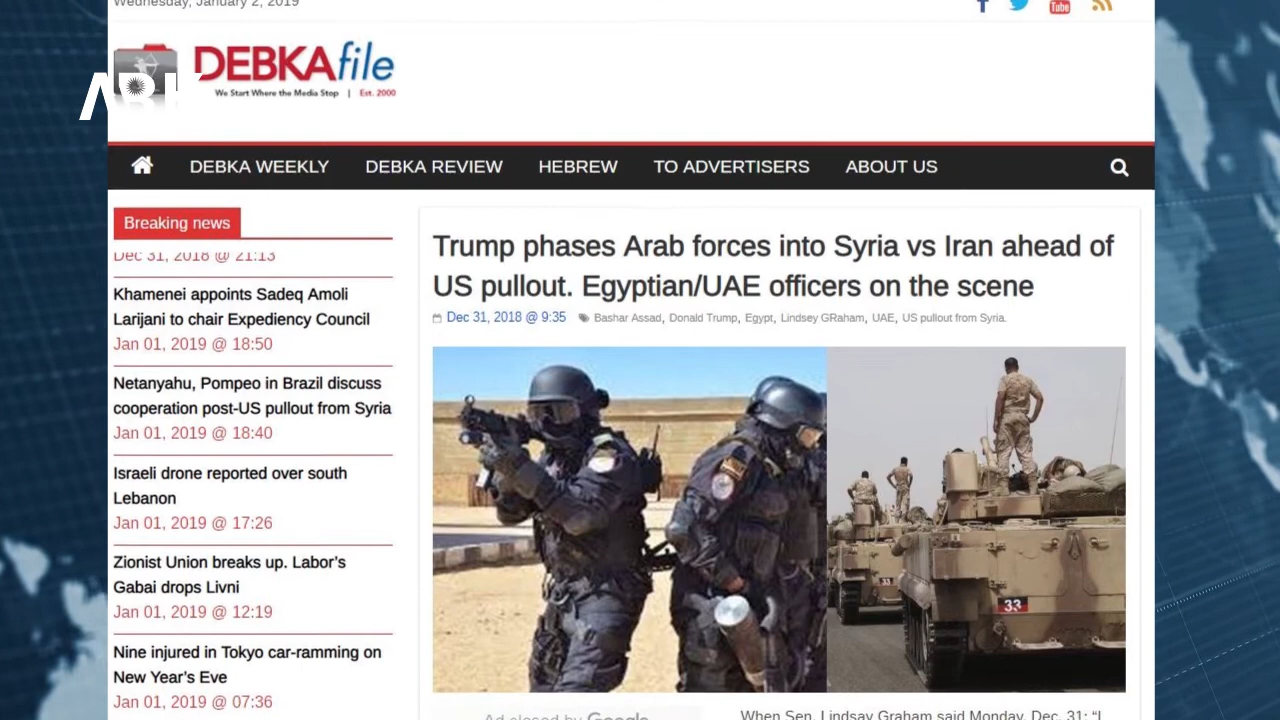 Wednesday, January 2, 2019
You
Tube
DEBKAfile
We Start Where the Media Stop | Est. 2000
DEBKA WEEKLY DEBKA REVIEW HEBREW TO ADVERTISERS ABOUT US
Breaking news
Dec 31, 2018 @ 21:13
Khamenei appoints Sadeq Amoli
Larijani to chair Expediency Council
Jan 01, 2019 @ 18:50
Netanyahu, Pompeo in Brazil discuss
cooperation post-US pullout from Syria
Jan 01, 2019 @ 18:40
Israeli drone reported over south
Lebanon
Jan 01, 2019 @ 17:26
Zionist Union breaks up. Labor’s
Gabai drops Livni
Jan 01, 2019 @ 12:19
Nine injured in Tokyo car-ramming on
New Year’s Eve
Jan 01, 2019 @ 07:36
Trump phases Arab forces into Syria vs Iran ahead of
US pullout. Egyptian/UAE officers on the scene
Dec 31, 2018 @ 9:35 Bashar Assad, Donald Trump, Egypt, Lindsey GRaham, UAE, US pullout from Syria.
33
33
Ad closed by Google
When Sen. Lindsay Graham said Monday, Dec. 31: “I